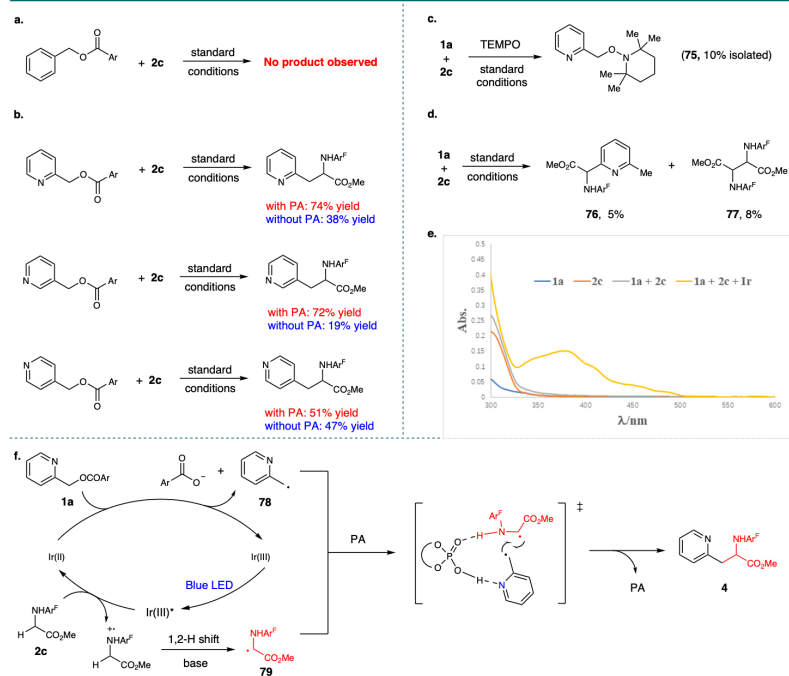 a.
O
O
Ar
+ 2c
standard
conditions
No product observed
b.
N
O
Ar
O
+ 2c
standard
conditions
N
NHArF
CO2Me
with PA: 74% yield
without PA: 38% yield
N
O
Ar
O
+ 2c
standard
conditions
N
NHArF
CO2Me
with PA: 72% yield
without PA: 19% yield
N
O
Ar
O
+ 2c
standard
conditions
N
NHArF
CO2Me
with PA: 51% yield
without PA: 47% yield
c.
1a
+
2c
TEMPO
standard
conditions
N
O
N
Me
Me
Me
Me
(75, 10% isolated)
d.
1a
+
2c
standard
conditions
MeO2C
NHArF
N
Me
76, 5%
+
NHArF
MeO2C
CO2Me
NHArF
77, 8%
e.
0.5
0.45
0.4
0.35
0.3
0.25
0.2
0.15
0.1
0.05
0
Abs.
1a 2c 1a + 2c 1a + 2c + Ir
300 350 400 450 500 550 600
λ/nm
f.
N
OCOAr
1a
O
Ar
O−
+
N
78
Ir(II)
Ir(III)
Blue LED
Ir(III)*
NHArF
H
CO2Me
2c
+•
NHArF
H
CO2Me
1,2-H shift
base
NHArF
CO2Me
79
PA
O
O
P
O
O
H
ArF
N
CO2Me
H
N
‡
PA
N
NHArF
CO2Me
4